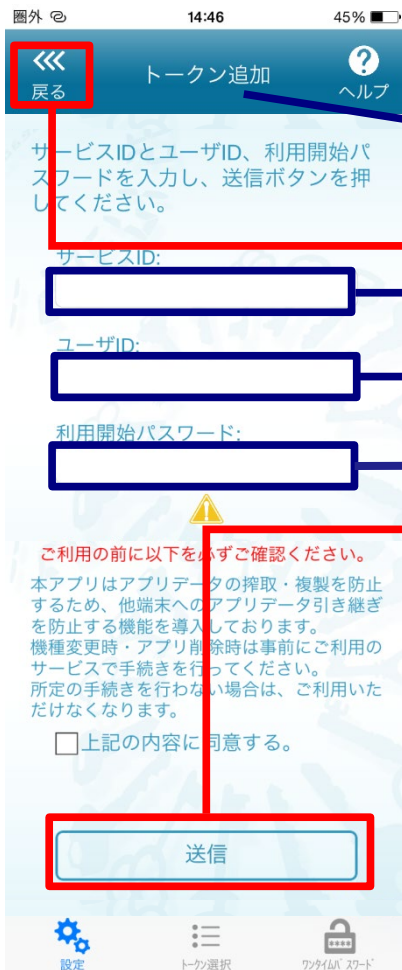 圏外 14:46 45%
戻る トークン追加 ヘルプ
サービスIDとユーザID、利用開始パ
スワードを入力し、送信ボタンを押
してください。
サービスID:
ユーザID:
利用開始パスワード:
ご利用の前に以下を必ずご確認ください。
本アプリはアプリデータの搾取・複製を防止
するため、他端末へのアプリデータ引き継ぎ
を防止する機能を導入しております。
機種変更時・アプリ削除時は事前にご利用の
サービスで手続きを行ってください。
所定の手続きを行わない場合は、ご利用いた
だけなくなります。
上記の内容に同意する。
送信
設定 トークン選択 ワンタイムパスワード